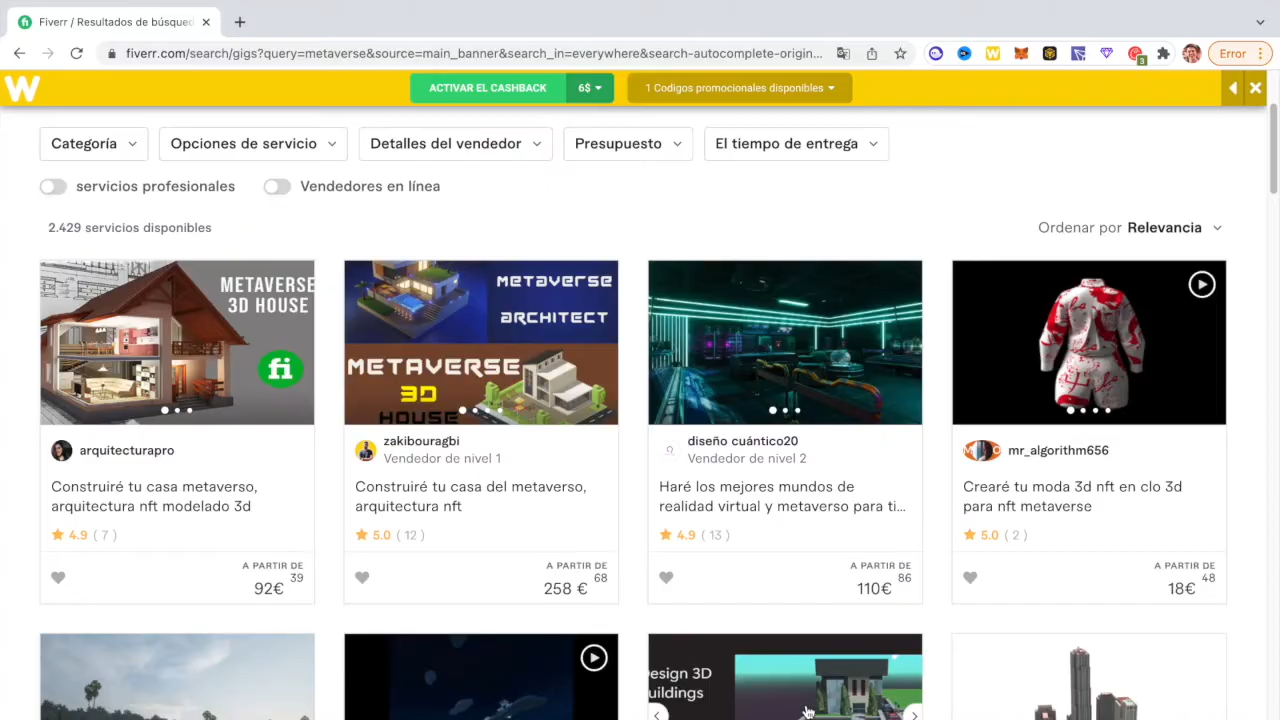 Fiverr / Resultados de búsqued
fiverr.com/search/gigs?query=metaverse&source=main_banner&search_in=everywhere&search-autocomplete-origin...
W
3
Error
W
ACTIVAR EL CASHBACK
6$
1 Codigos promocionales disponibles
Categoría
Opciones de servicio
Detalles del vendedor
Presupuesto
El tiempo de entrega
servicios profesionales
Vendedores en línea
2.429 servicios disponibles
Ordenar por Relevancia
METAVERSE
3D HOUSE
fi
METAVERSE
ARCHITECT
METAVERSE
3D
HOUSE
arquitecturapro
zakibouragbi
Vendedor de nivel 1
diseño cuántico20
Vendedor de nivel 2
mr_algorithm656
Construiré tu casa metaverso,
arquitectura nft modelado 3d
Construiré tu casa del metaverso,
arquitectura nft
Haré los mejores mundos de
realidad virtual y metaverso para ti...
Crearé tu moda 3d nft en clo 3d
para nft metaverse
4.9 ( 7 )
5.0 ( 12 )
4.9 ( 13 )
5.0 ( 2 )
A PARTIR DE
92€ 39
A PARTIR DE
258 € 68
A PARTIR DE
110€ 86
A PARTIR DE
18€ 48
esign 3D
uildings